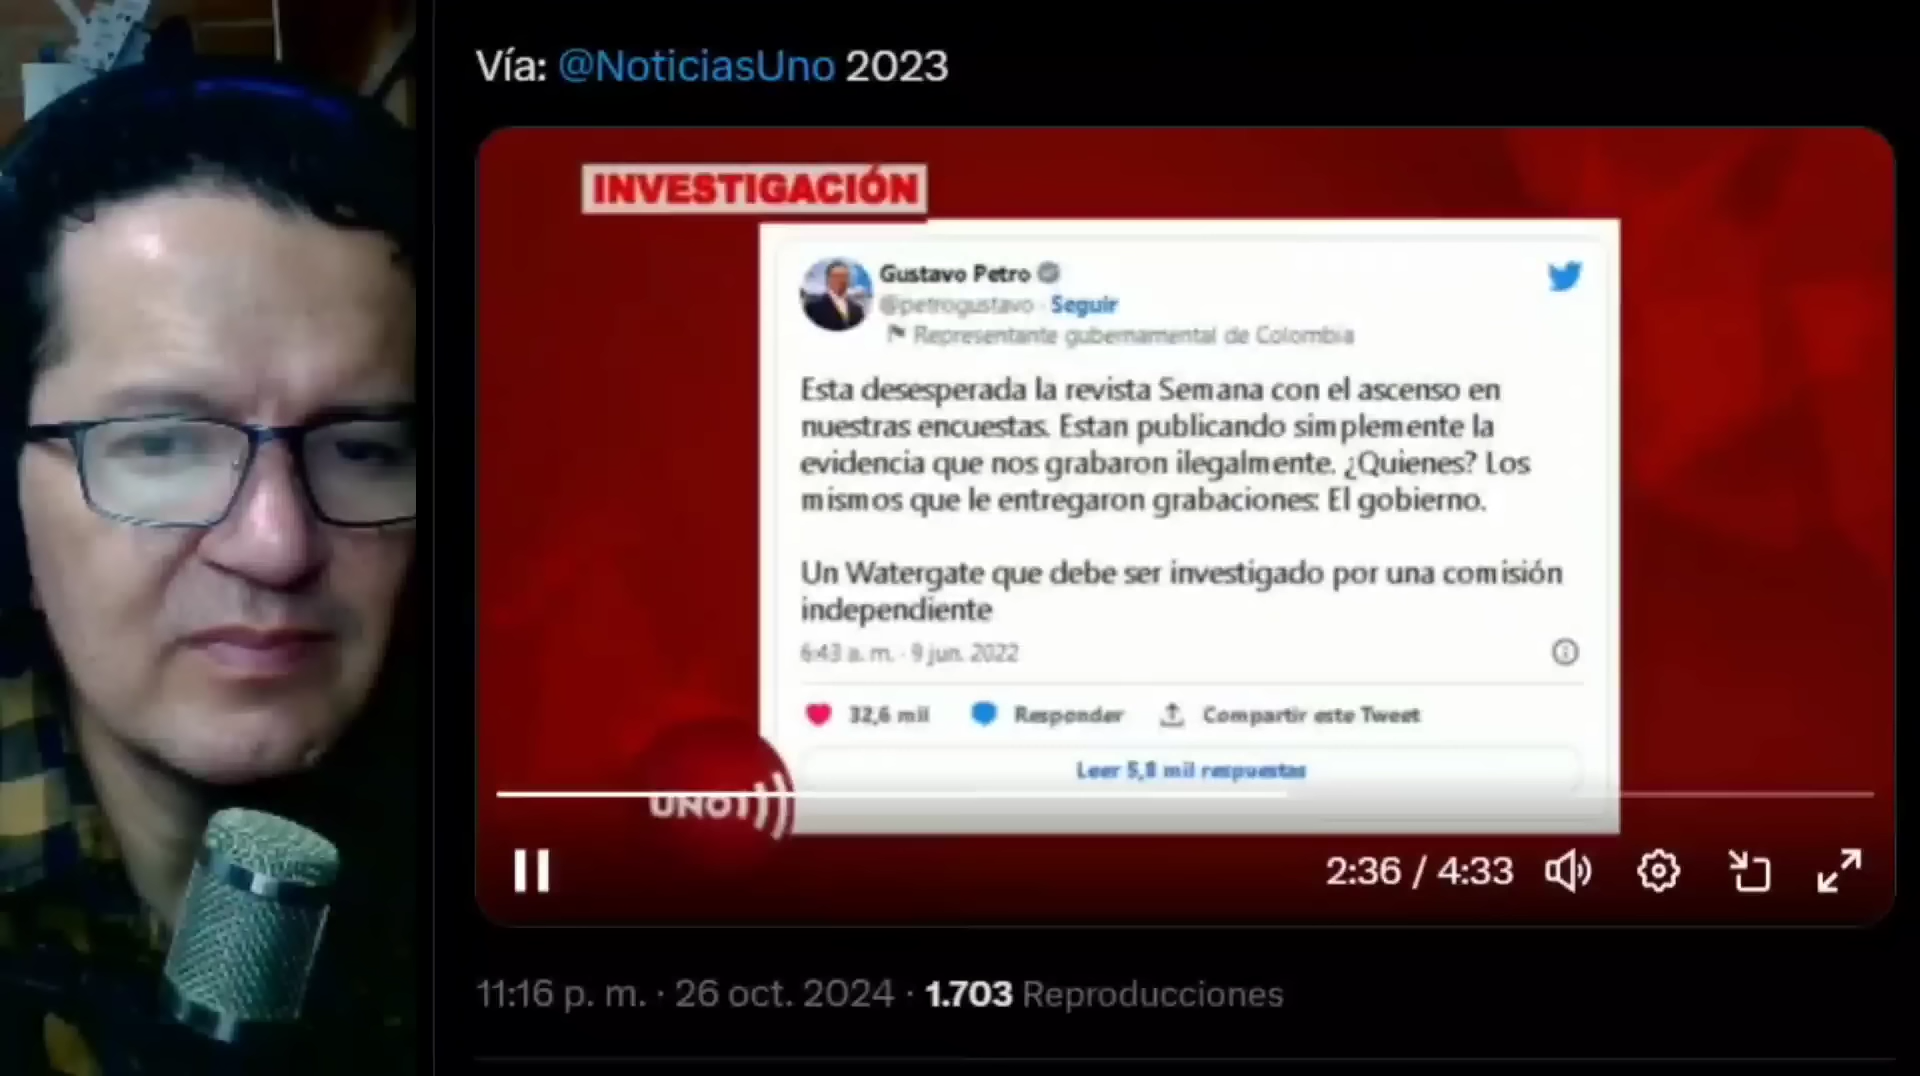 Vía: @NoticiasUno 2023
INVESTIGACIÓN
Gustavo Petro
@petrogustavo · Seguir
Representante gubernamental de Colombia
Esta desesperada la revista Semana con el ascenso en
nuestras encuestas. Estan publicando simplemente la
evidencia que nos grabaron ilegalmente. ¿Quienes? Los
mismos que le entregaron grabaciones: El gobierno.
Un Watergate que debe ser investigado por una comisión
independiente
6:43 a. m. · 9 jun. 2022
32,6 mil Responder Compartir este Tweet
Leer 5,8 mil respuestas
UNO
2:36 / 4:33
11:16 p. m. · 26 oct. 2024 · 1.703 Reproducciones